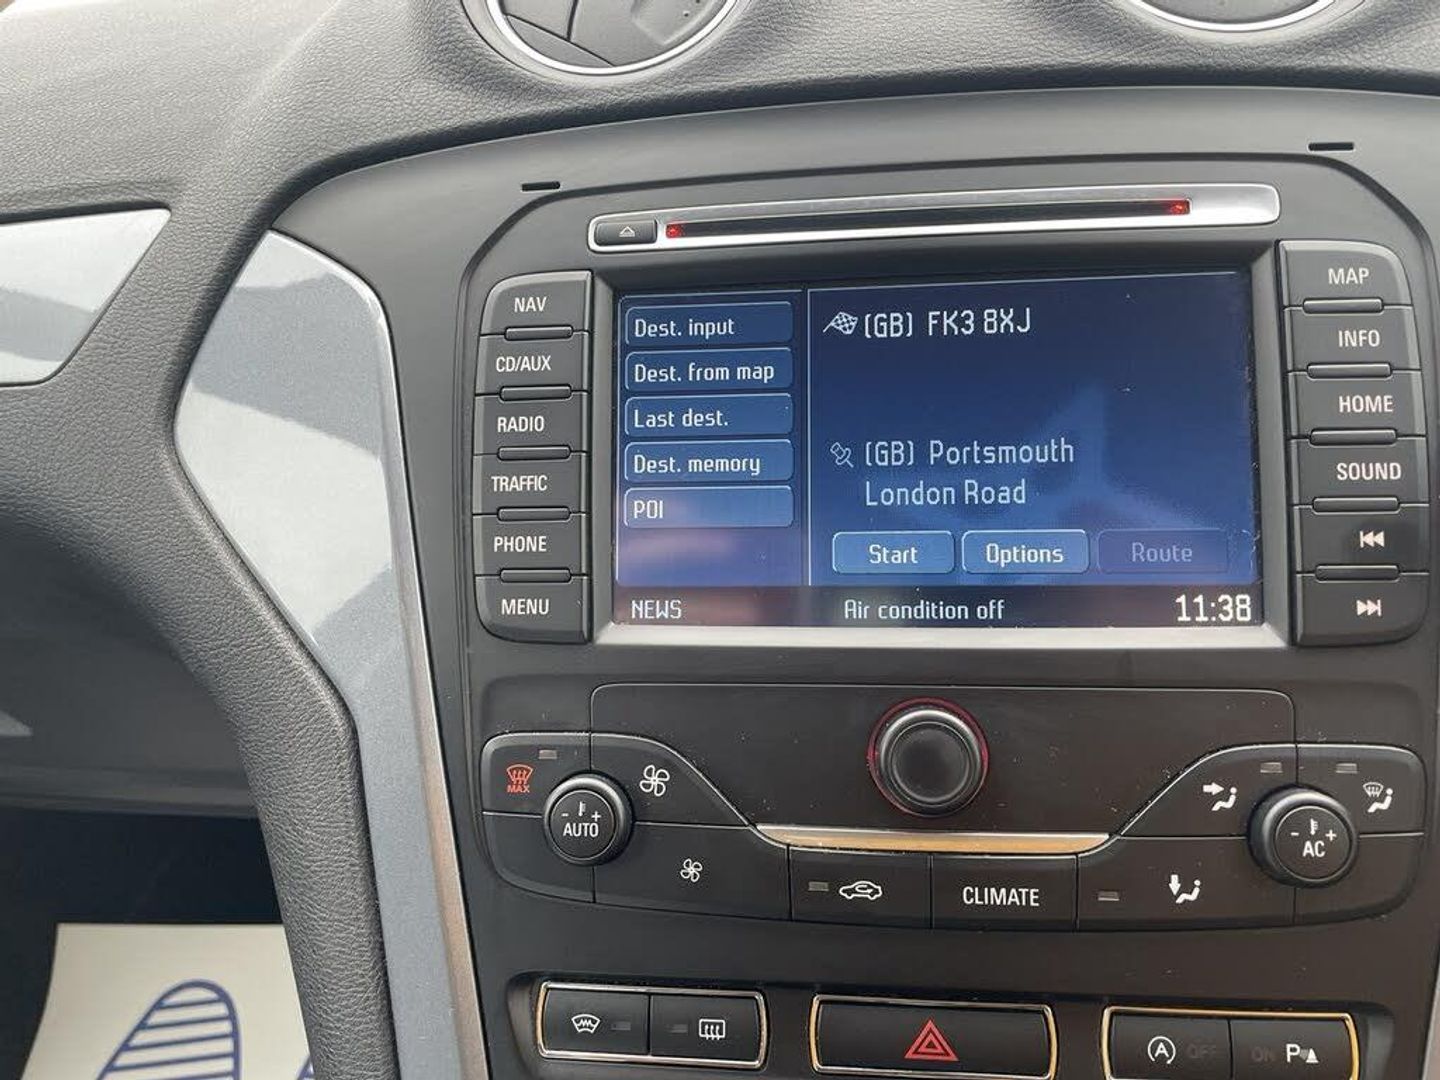 NAV
CD/AUX
RADIO
TRAFFIC
PHONE
MENU
Dest. input
Dest. from map
Last dest.
Dest. memory
POI
(GB) FK3 8XJ
(GB) Portsmouth
London Road
Start
Options
Route
NEWS
Air condition off
11:38
MAP
INFO
HOME
SOUND
MAX
AUTO
AC
CLIMATE
A OFF
ON P